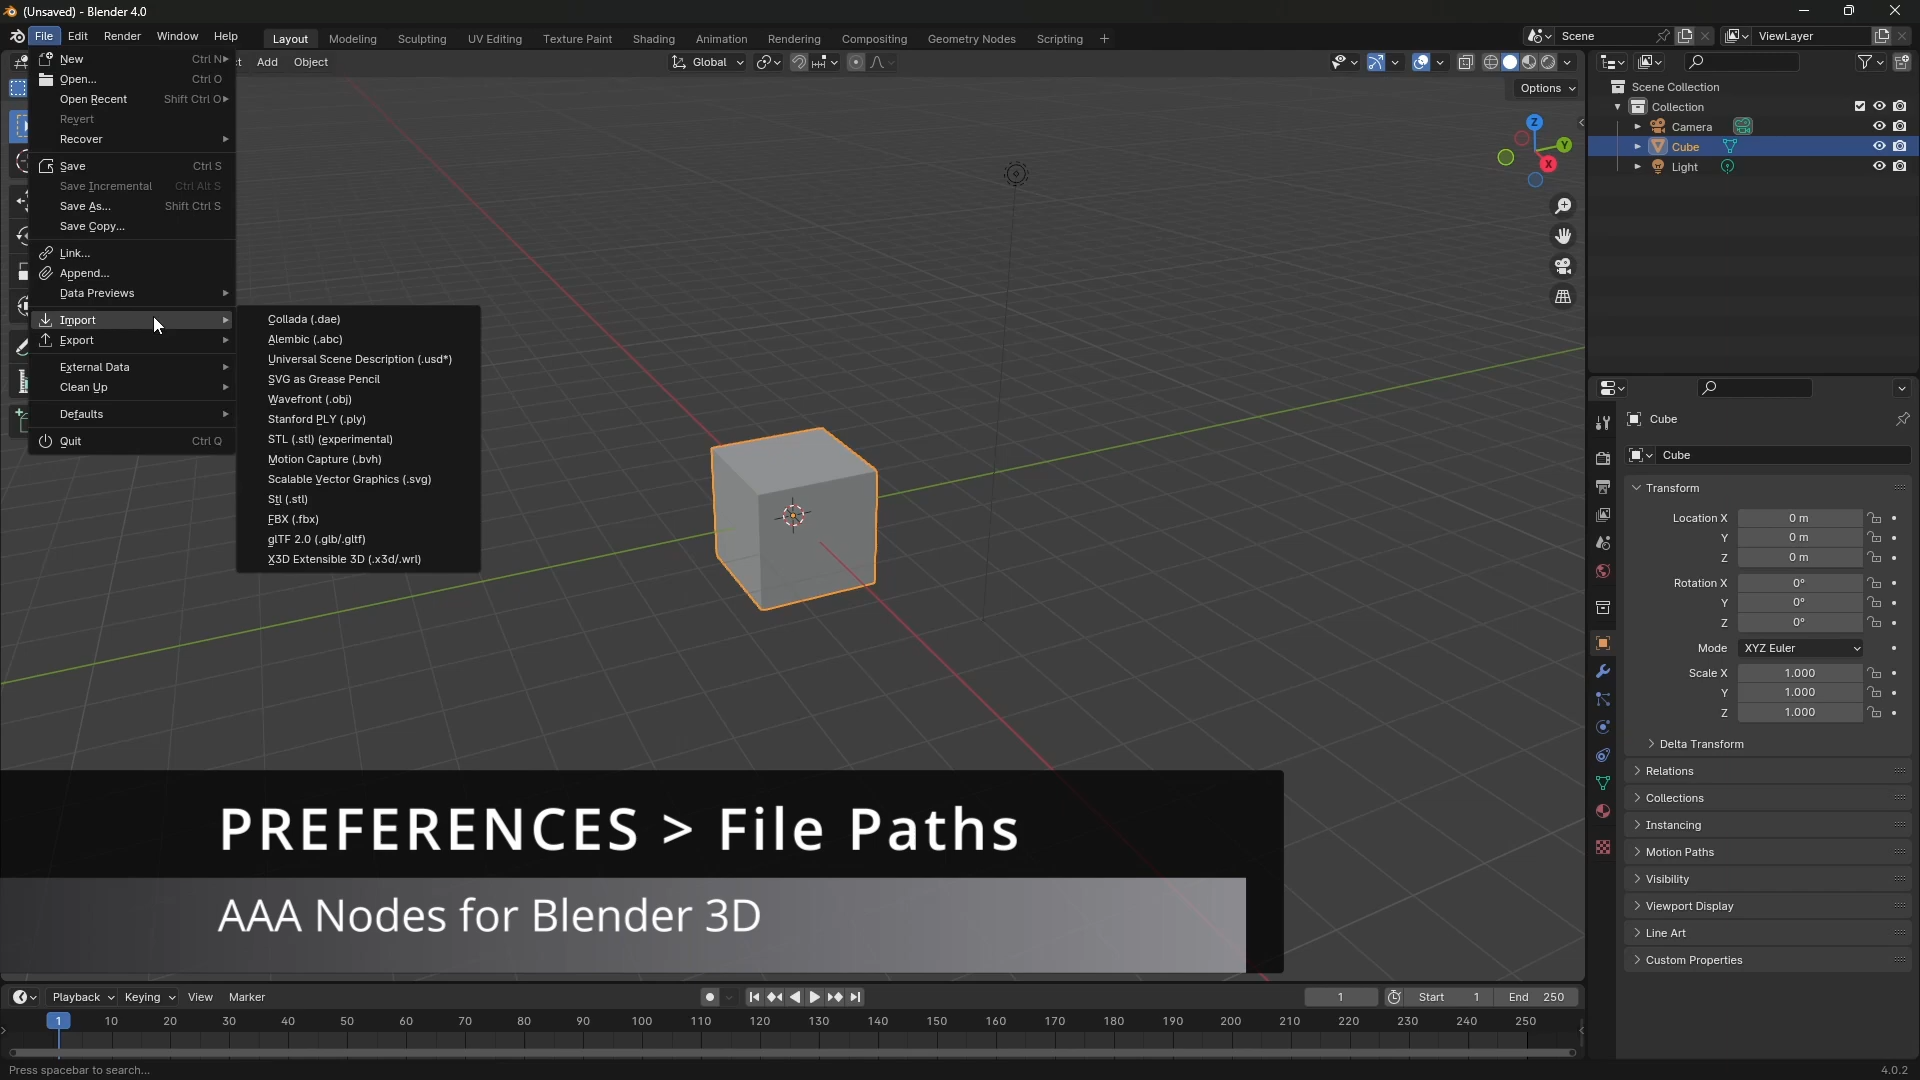 (Unsaved) - Blender 4.0
File Edit Render Window Help Layout Modeling Sculpting UV Editing Texture Paint Shading Animation Rendering Compositing Geometry Nodes Scripting + Scene ViewLayer
t Add Object Global
Options
New Ctrl N
Open... Ctrl O
Open Recent Shift Ctrl O
Revert
Recover
Save Ctrl S
Save Incremental Ctrl Alt S
Save As... Shift Ctrl S
Save Copy...
Link...
Append...
Data Previews
Import
Export
External Data
Clean Up
Defaults
Quit Ctrl Q
Collada (.dae)
Alembic (.abc)
Universal Scene Description (.usd*)
SVG as Grease Pencil
Wavefront (.obj)
Stanford PLY (.ply)
STL (.stl) (experimental)
Motion Capture (.bvh)
Scalable Vector Graphics (.svg)
Stl (.stl)
FBX (.fbx)
glTF 2.0 (.glb/.gltf)
X3D Extensible 3D (.x3d/.wrl)
Z
Y
X
Scene Collection
Collection
Camera
Cube
Light
Cube
Cube
Transform
Location X 0 m
Y 0 m
Z 0 m
Rotation X 0°
Y 0°
Z 0°
Mode XYZ Euler
Scale X 1.000
Y 1.000
Z 1.000
Delta Transform
Relations
Collections
Instancing
Motion Paths
Visibility
Viewport Display
Line Art
Custom Properties
PREFERENCES > File Paths
AAA Nodes for Blender 3D
Playback Keying View Marker 1 Start 1 End 250
1 10 20 30 40 50 60 70 80 90 100 110 120 130 140 150 160 170 180 190 200 210 220 230 240 250
Press spacebar to search... 4.0.2